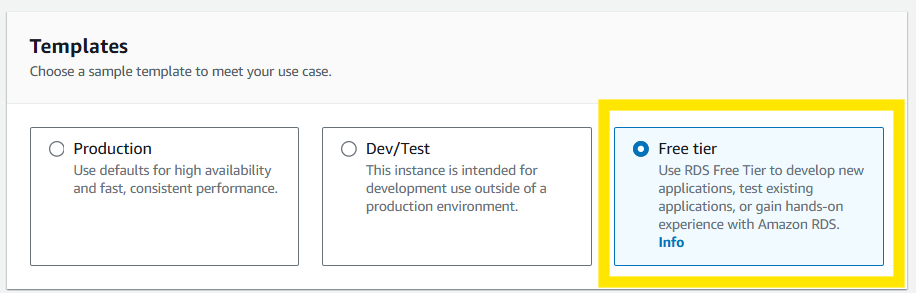 Templates
Choose a sample template to meet your use case.
Production
Use defaults for high availability
and fast, consistent performance.
Dev/Test
This instance is intended for
development use outside of a
production environment.
Free tier
Use RDS Free Tier to develop new
applications, test existing
applications, or gain hands-on
experience with Amazon RDS.
Info